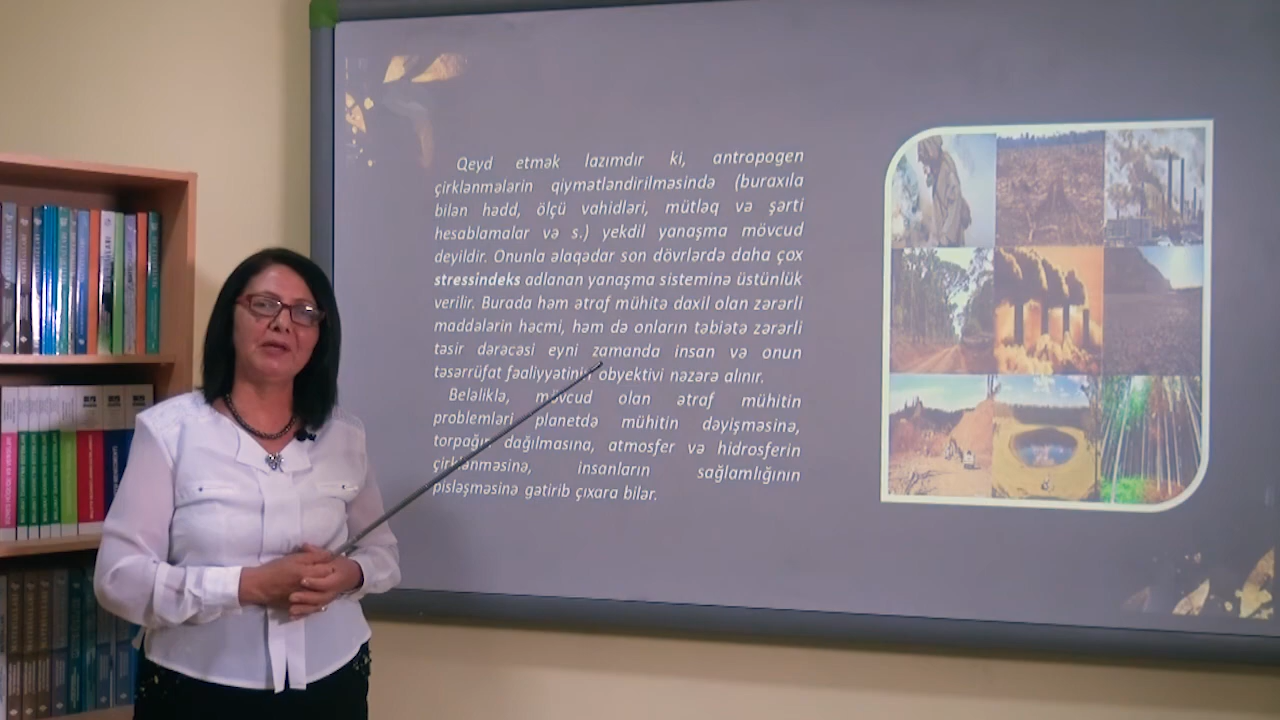 Qeyd etmək lazımdır ki, antropogen
çirklənmələrin qiymətləndirilməsində (buraxıla
bilən hədd, ölçü vahidləri, mütləq və şərti
hesablamalar və s.) yekdil yanaşma mövcud
deyildir. Onunla əlaqədar son dövrlərdə daha çox
stressindeks adlanan yanaşma sisteminə üstünlük
verilir. Burada həm ətraf mühitə daxil olan zərərli
maddələrin həcmi, həm də onların təbiətə zərərli
təsir dərəcəsi eyni zamanda insan və onun
təsərrüfat fəaliyyətinin obyektivi nəzərə alınır.
Beləliklə, mövcud olan ətraf mühitin
problemləri planetdə mühitin dəyişməsinə,
torpağın dağılmasına, atmosfer və hidrosferin
çirklənməsinə, insanların sağlamlığının
pisləşməsinə gətirib çıxara bilər.